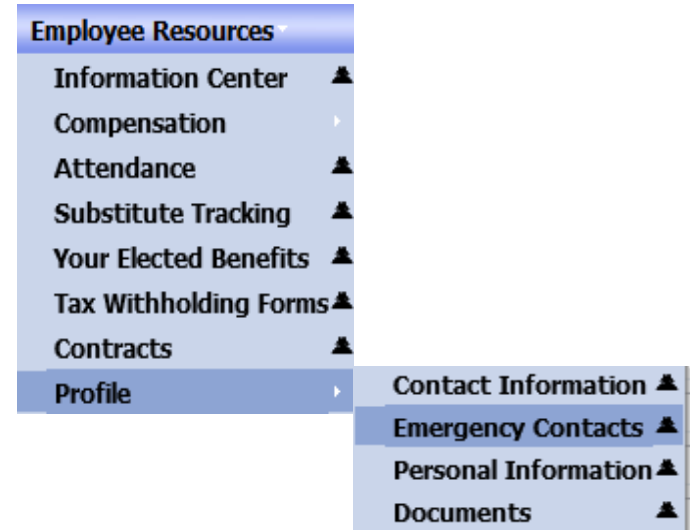 Employee Resources
Information Center
Compensation
Attendance
Substitute Tracking
Your Elected Benefits
Tax Withholding Forms
Contracts
Profile
Contact Information
Emergency Contacts
Personal Information
Documents